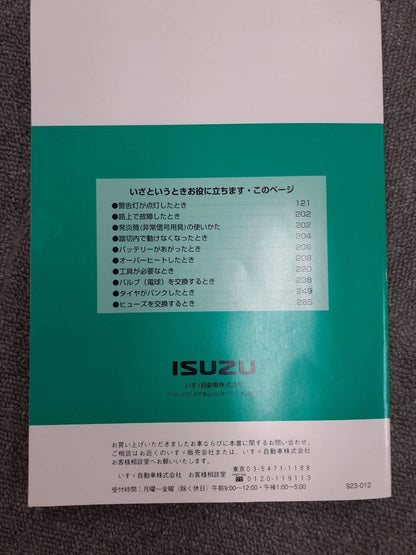 いざというときお役に立ちます・このページ
●警告灯が点灯したとき 121
●路上で故障したとき 202
●発炎筒(非常信号用具)の使いかた 202
●踏切内で動けなくなったとき 204
●バッテリーがあがったとき 206
●オーバーヒートしたとき 208
●工具が必要なとき 220
●バルブ(電球)を交換するとき 238
●タイヤがパンクしたとき 249
●ヒューズを交換するとき 265
ISUZU
いすゞ自動車株式会社
お買い上げいただきましたお車ならびに本書に関するお問い合わせ、
ご相談はお近くのいすゞ販売会社または、いすゞ自動車株式会社
お客様相談室へお願いいたします。
いすゞ自動車株式会社 お客様相談室 東京03-5471-1188
0120-119113
受付時間:月曜~金曜(除く休日)午前9:00~12:00・午後1:00~5:00
923-012